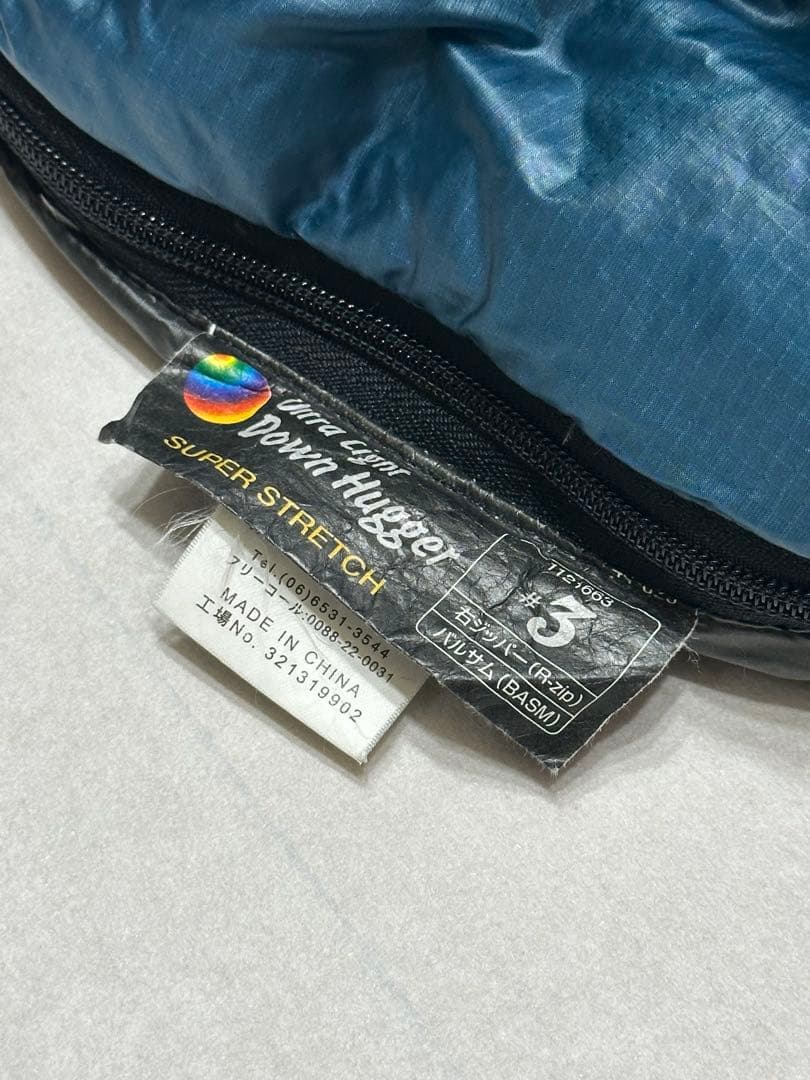 Ultra Light
Down Hugger
SUPER STRETCH
#3
右ジッパー(R-zip)
バルサム(BASM)
Tel.(06)6531-3544
フリーコール:0088-22-0031
MADE IN CHINA
工場No. 321319902